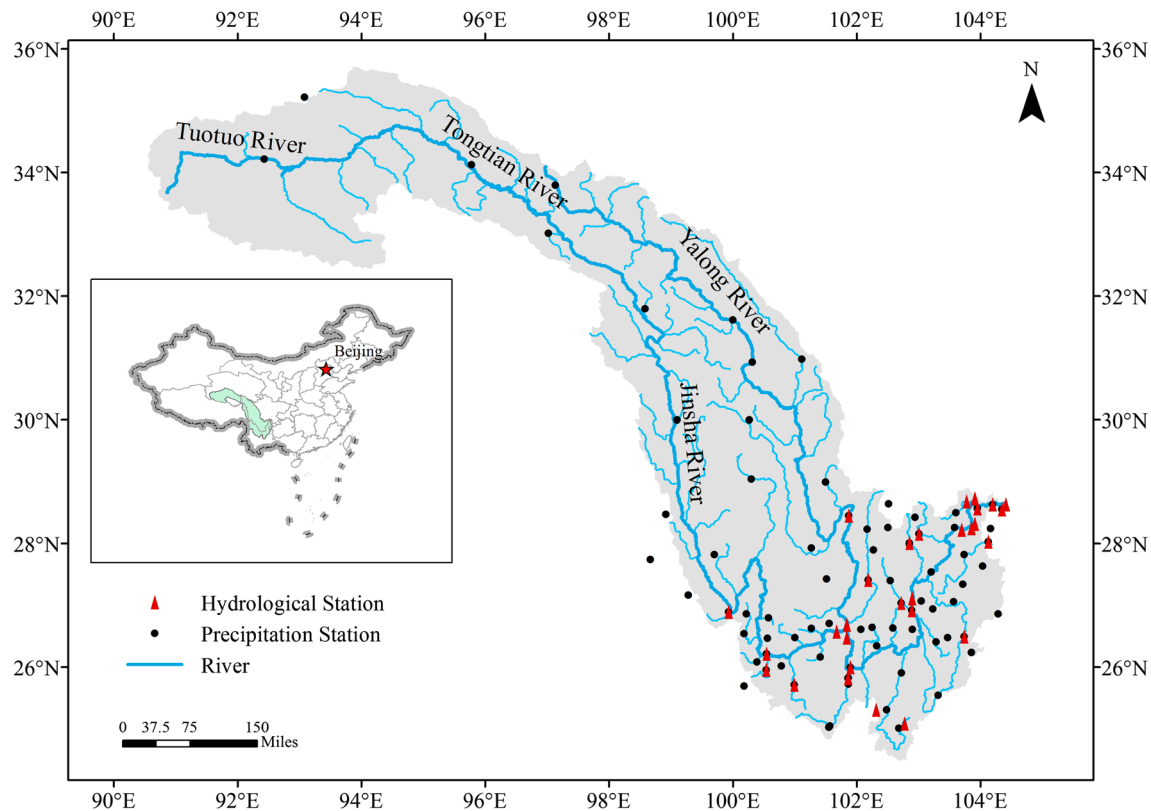 90°E 92°E 94°E 96°E 98°E 100°E 102°E 104°E
36°N 36°N
N
Tuotuo River
Tongtian River
34°N 34°N
Yalong River
32°N 32°N
Beijing
30°N 30°N
Jinsha River
28°N 28°N
Hydrological Station
Precipitation Station
River
26°N 26°N
0 37.5 75 150
Miles
90°E 92°E 94°E 96°E 98°E 100°E 102°E 104°E